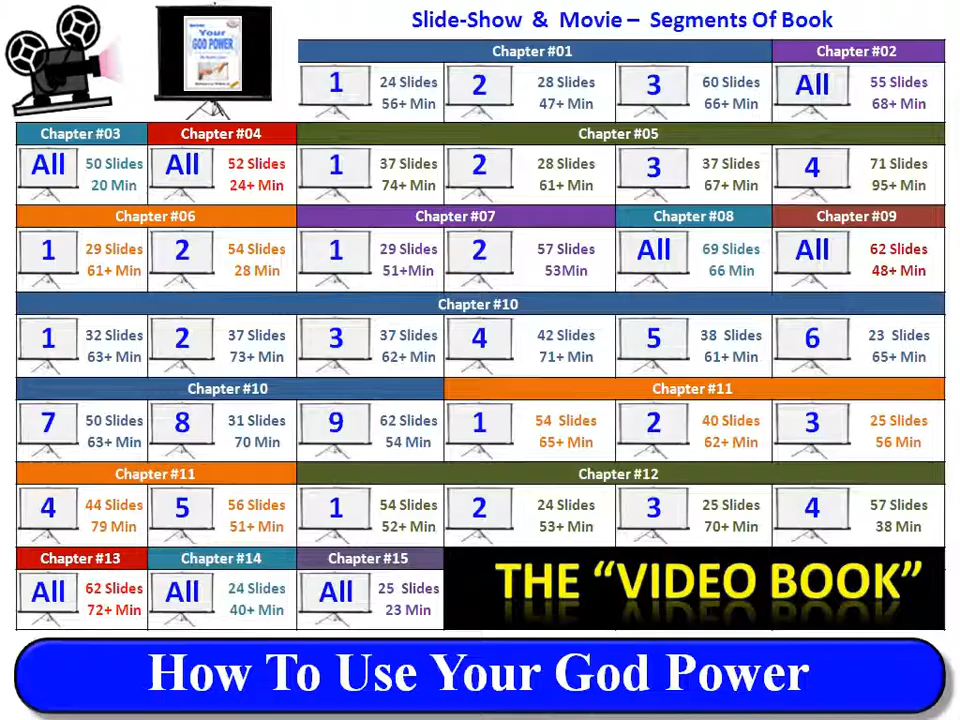 Slide-Show & Movie – Segments Of Book
Your
GOD POWER
Chapter #01 Chapter #02
1 24 Slides 2 28 Slides 3 60 Slides All 55 Slides
56+ Min 47+ Min 66+ Min 68+ Min
Chapter #03 Chapter #04 Chapter #05
All 50 Slides All 52 Slides 1 37 Slides 2 28 Slides 3 37 Slides 4 71 Slides
20 Min 24+ Min 74+ Min 61+ Min 67+ Min 95+ Min
Chapter #06 Chapter #07 Chapter #08 Chapter #09
1 29 Slides 2 54 Slides 1 29 Slides 2 57 Slides All 69 Slides All 62 Slides
61+ Min 28 Min 51+Min 53Min 66 Min 48+ Min
Chapter #10
1 32 Slides 2 37 Slides 3 37 Slides 4 42 Slides 5 38 Slides 6 23 Slides
63+ Min 73+ Min 62+ Min 71+ Min 61+ Min 65+ Min
Chapter #10 Chapter #11
7 50 Slides 8 31 Slides 9 62 Slides 1 54 Slides 2 40 Slides 3 25 Slides
63+ Min 70 Min 54 Min 65+ Min 62+ Min 56 Min
Chapter #11 Chapter #12
4 44 Slides 5 56 Slides 1 54 Slides 2 24 Slides 3 25 Slides 4 57 Slides
79 Min 51+ Min 52+ Min 53+ Min 70+ Min 38 Min
Chapter #13 Chapter #14 Chapter #15
All 62 Slides All 24 Slides All 25 Slides
72+ Min 40+ Min 23 Min
THE “VIDEO BOOK”
How To Use Your God Power